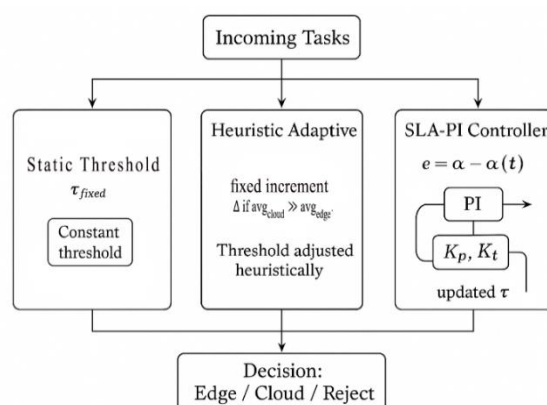 Incoming Tasks
Static Threshold
τ_fixed
Constant
threshold
Heuristic Adaptive
fixed increment
Δ if avg_cloud ≫ avg_edge.
Threshold adjusted
heuristically
SLA-PI Controller
e = α − α(t)
PI
K_p, K_t
updated τ
Decision:
Edge / Cloud / Reject